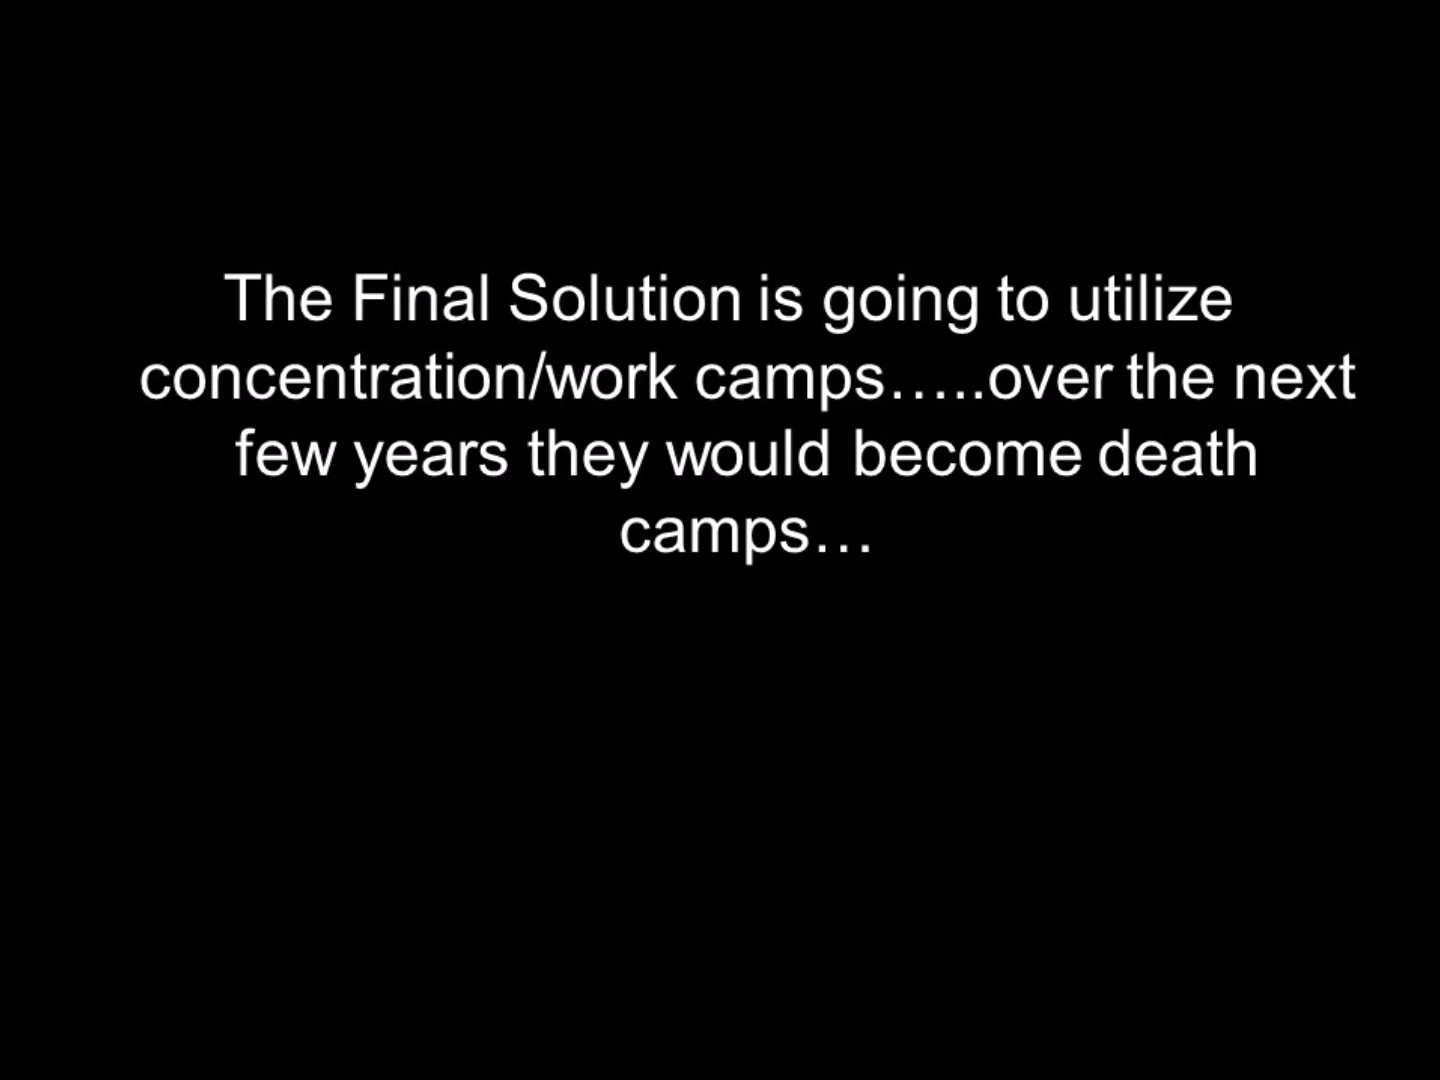 The Final Solution is going to utilize
concentration/work camps…..over the next
few years they would become death
camps…